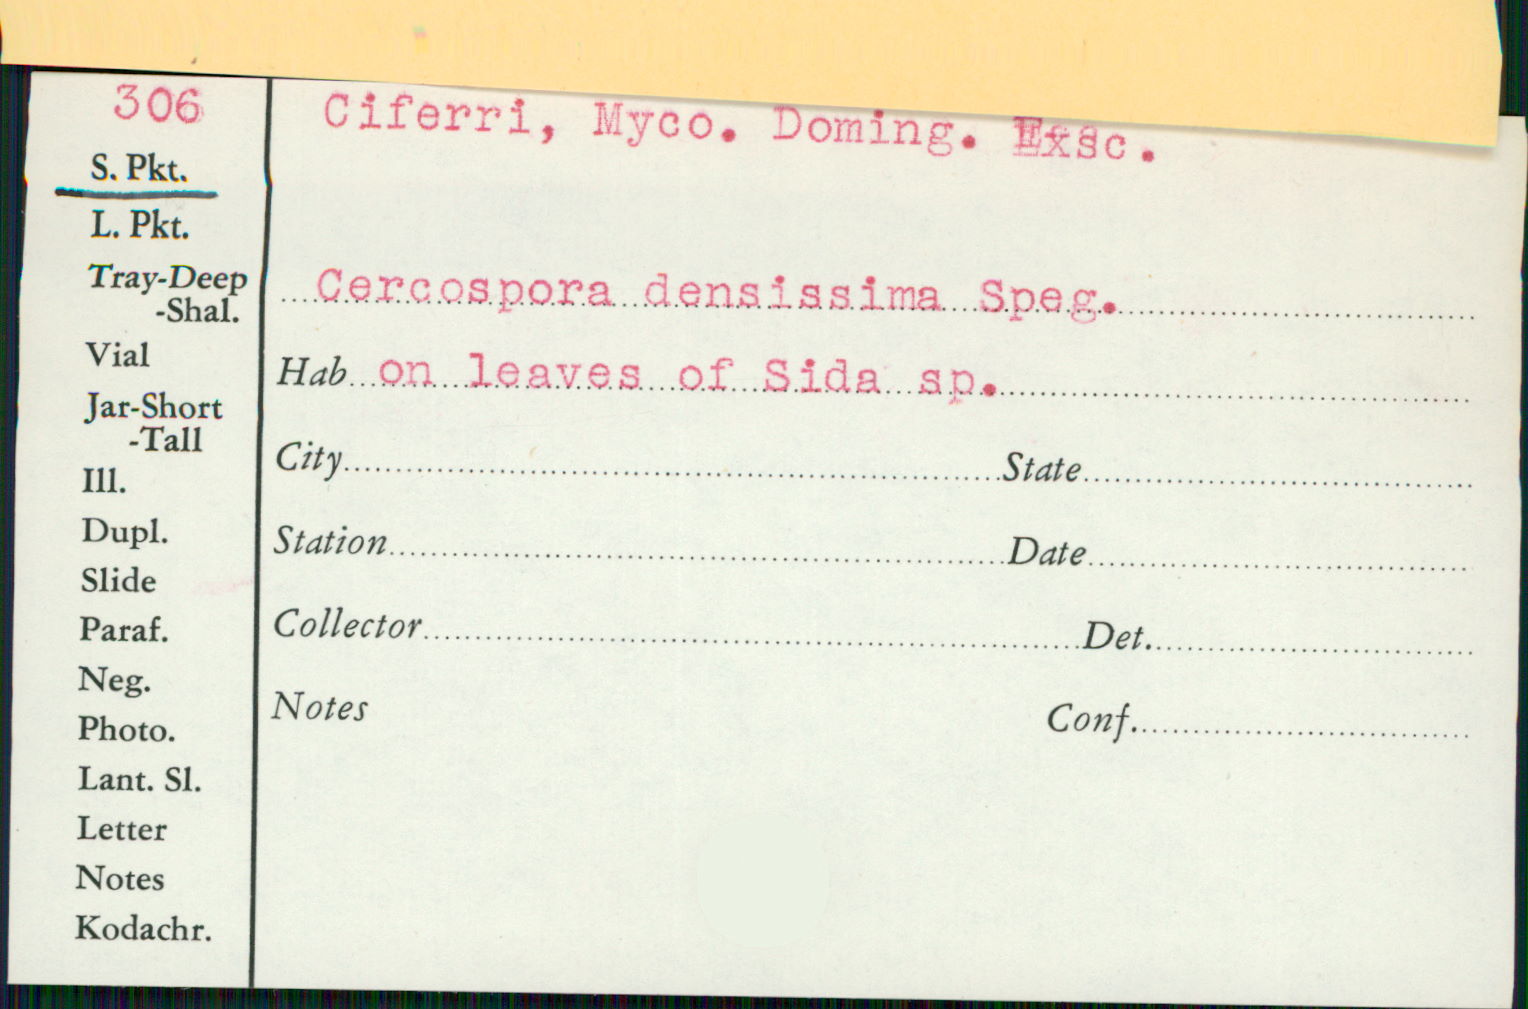 306
Ciferri, Myco. Doming. Exsc.
S. Pkt.
L. Pkt.
Tray-Deep
-Shal.
Vial
Jar-Short
-Tall
Ill.
Dupl.
Slide
Paraf.
Neg.
Photo.
Lant. Sl.
Letter
Notes
Kodachr.
Cercospora densissima Speg.
Hab on leaves of Sida sp.
City State
Station Date
Collector Det.
Notes Conf.